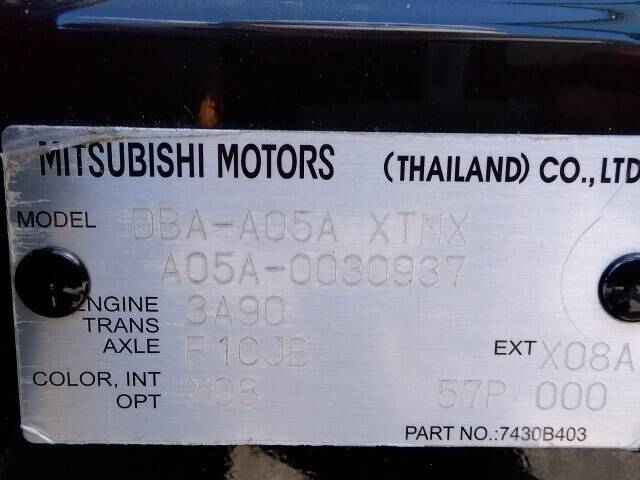 MITSUBISHI MOTORS (THAILAND) CO., LTD
MODEL DBA-A05A XTMX
A05A-0030937
ENGINE 3A90
TRANS
AXLE F1CJB EXT X08A
COLOR, INT X08 57P 000
OPT
PART NO.:7430B403